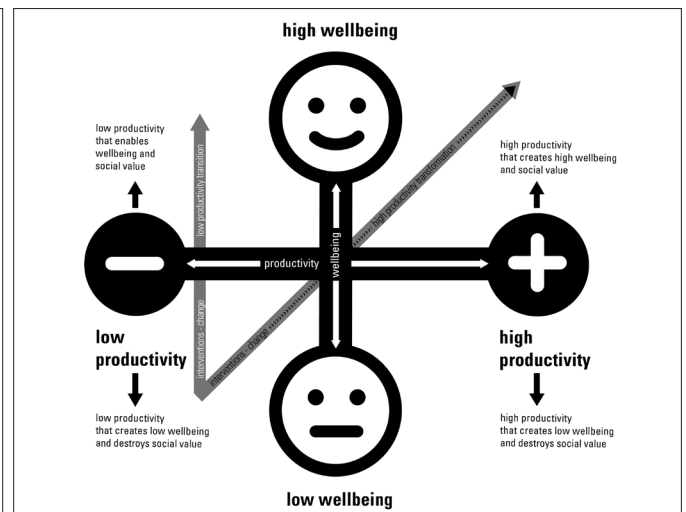 high wellbeing
low productivity
that enables
wellbeing and
social value
low productivity transition
high productivity transformation
high productivity
that creates high wellbeing
and social value
productivity
wellbeing
low
productivity
interventions - change
interventions - change
high
productivity
low productivity
that creates low wellbeing
and destroys social value
high productivity
that creates low wellbeing
and destroys social value
low wellbeing